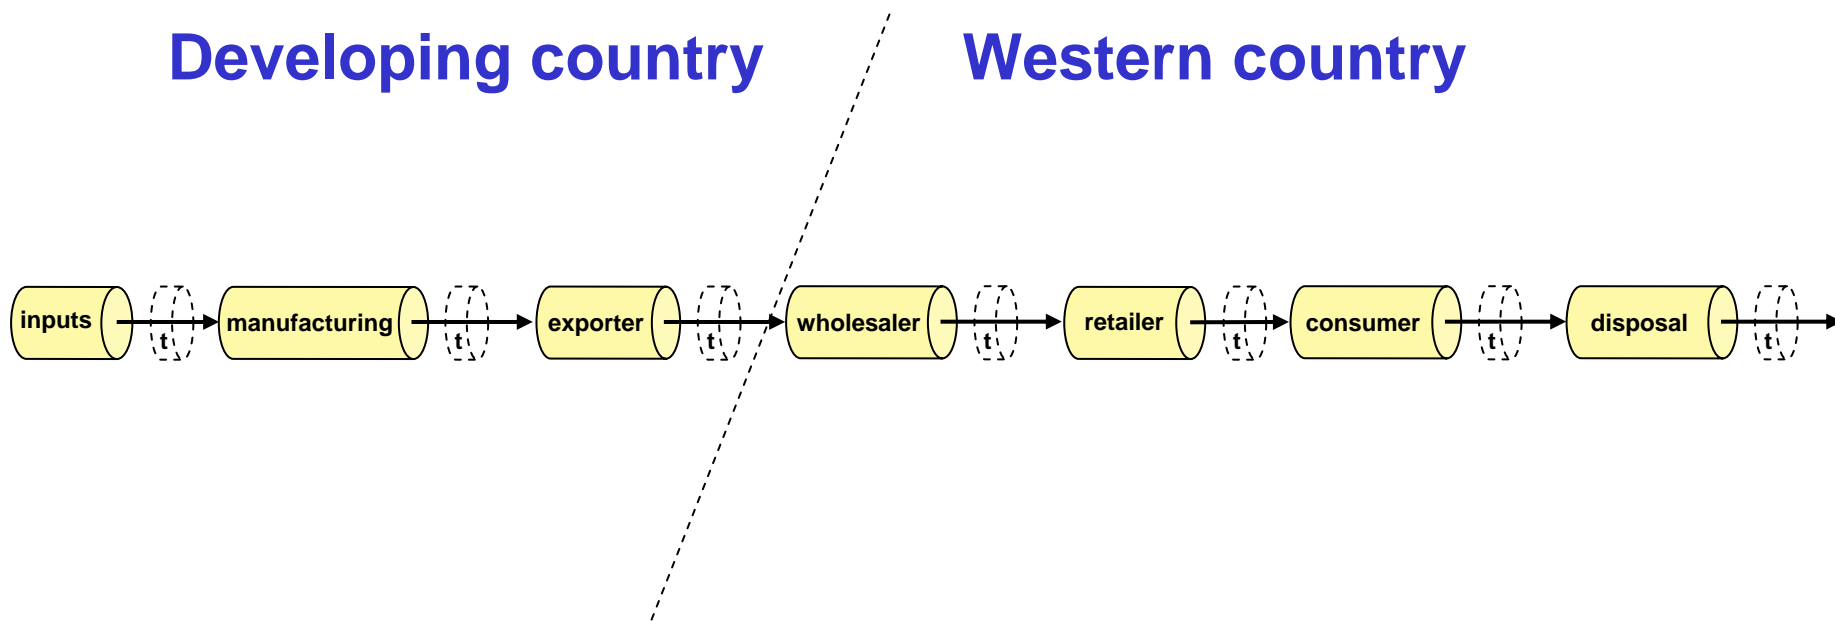 Developing country
Western country
inputs
t
manufacturing
t
exporter
t
wholesaler
t
retailer
t
consumer
t
disposal
t